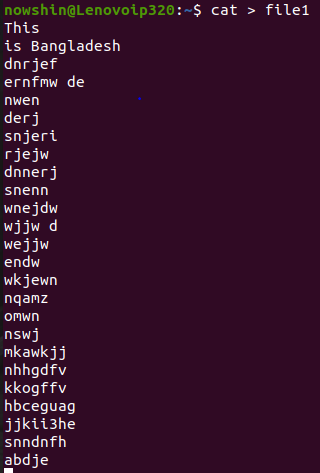 nowshin@Lenovoip320:~$ cat > file1
This
is Bangladesh
dnrjef
ernfmw de
nwen
derj
snjeri
rjejw
dnnerj
snenn
wnejdw
wjjw d
wejjw
endw
wkjewn
nqamz
omwn
nswj
mkawkjj
nhhgdfv
kkogffv
hbceguag
jjkii3he
snndnfh
abdje